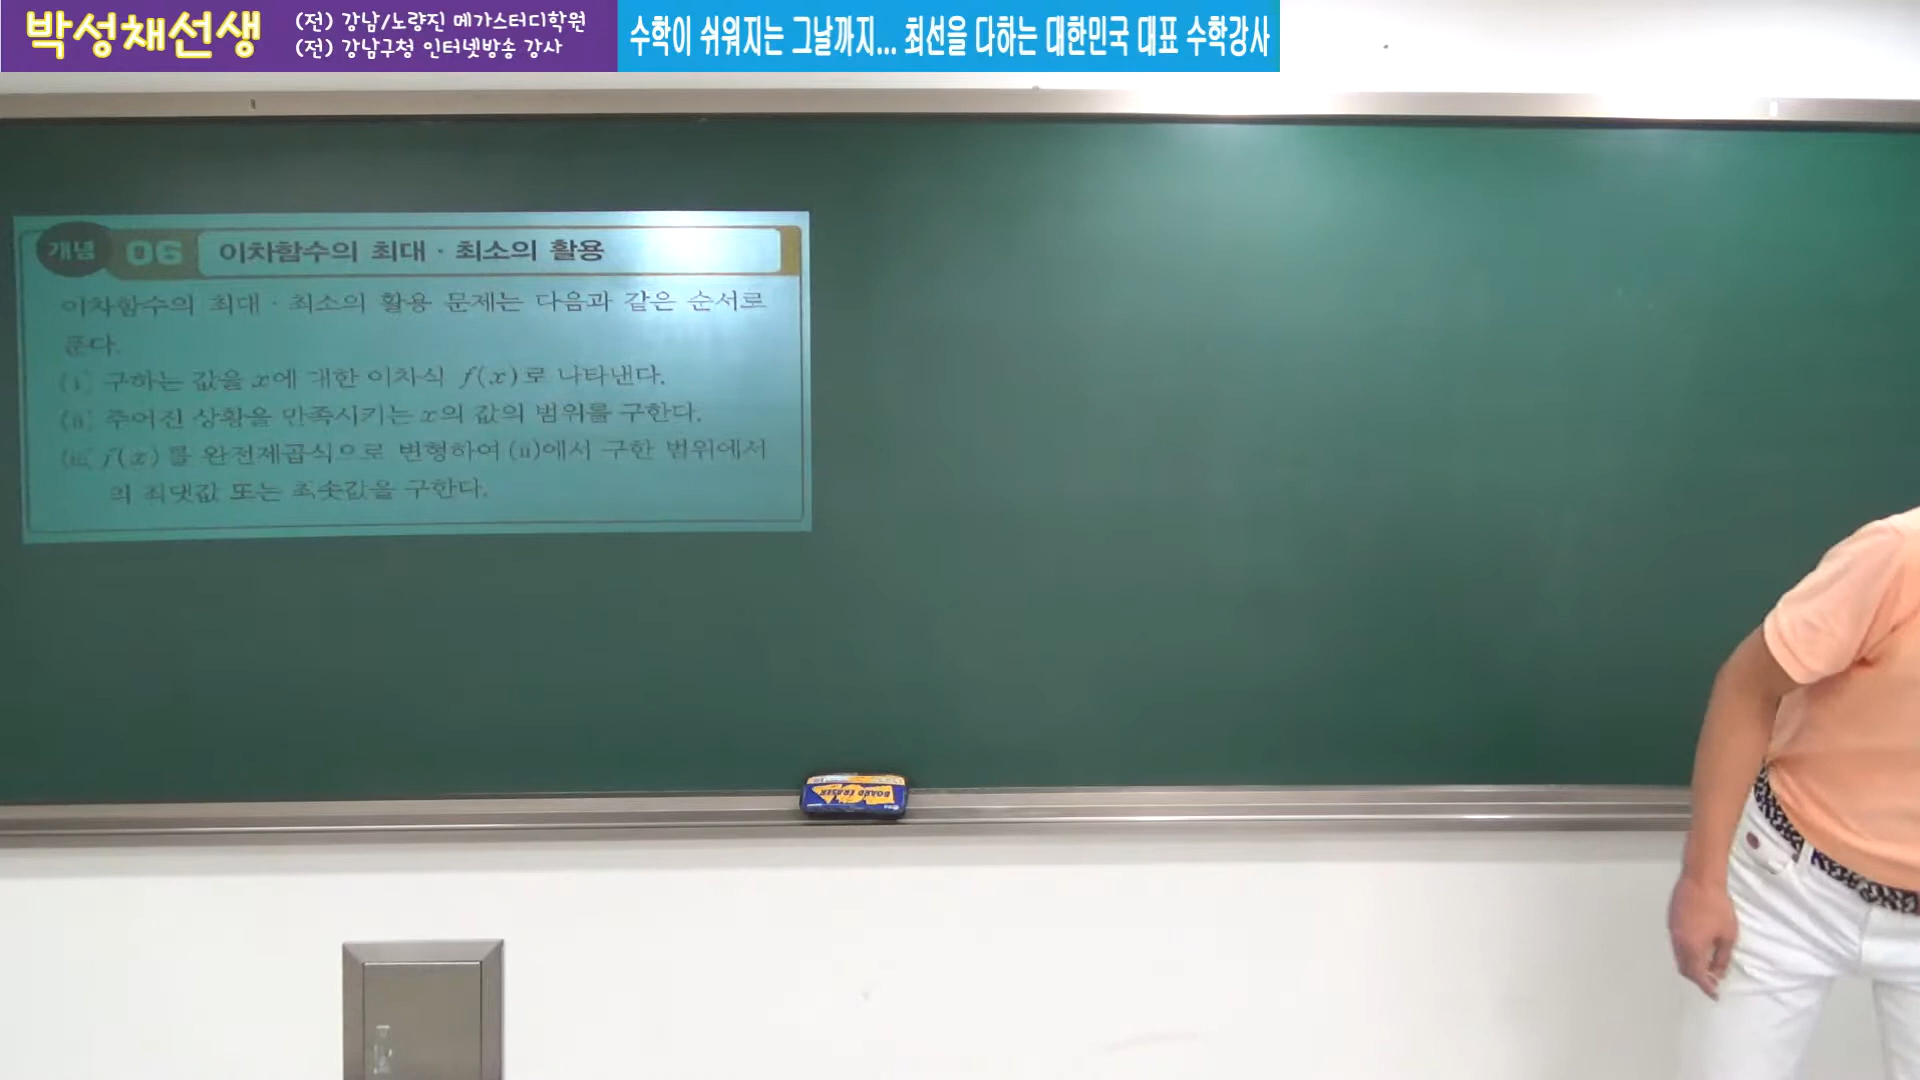 박성채선생
(전) 강남/노량진 메가스터디학원
(전) 강남구청 인터넷방송 강사
수학이 쉬워지는 그날까지... 최선을 다하는 대한민국 대표 수학강사
개념 06 이차함수의 최대 · 최소의 활용
이차함수의 최대 · 최소의 활용 문제는 다음과 같은 순서로
푼다.
(i) 구하는 값을 x에 대한 이차식 f(x)로 나타낸다.
(ii) 주어진 상황을 만족시키는 x의 값의 범위를 구한다.
(iii) f(x)를 완전제곱식으로 변형하여 (ii)에서 구한 범위에서
의 최댓값 또는 최솟값을 구한다.
BOARD ERASER